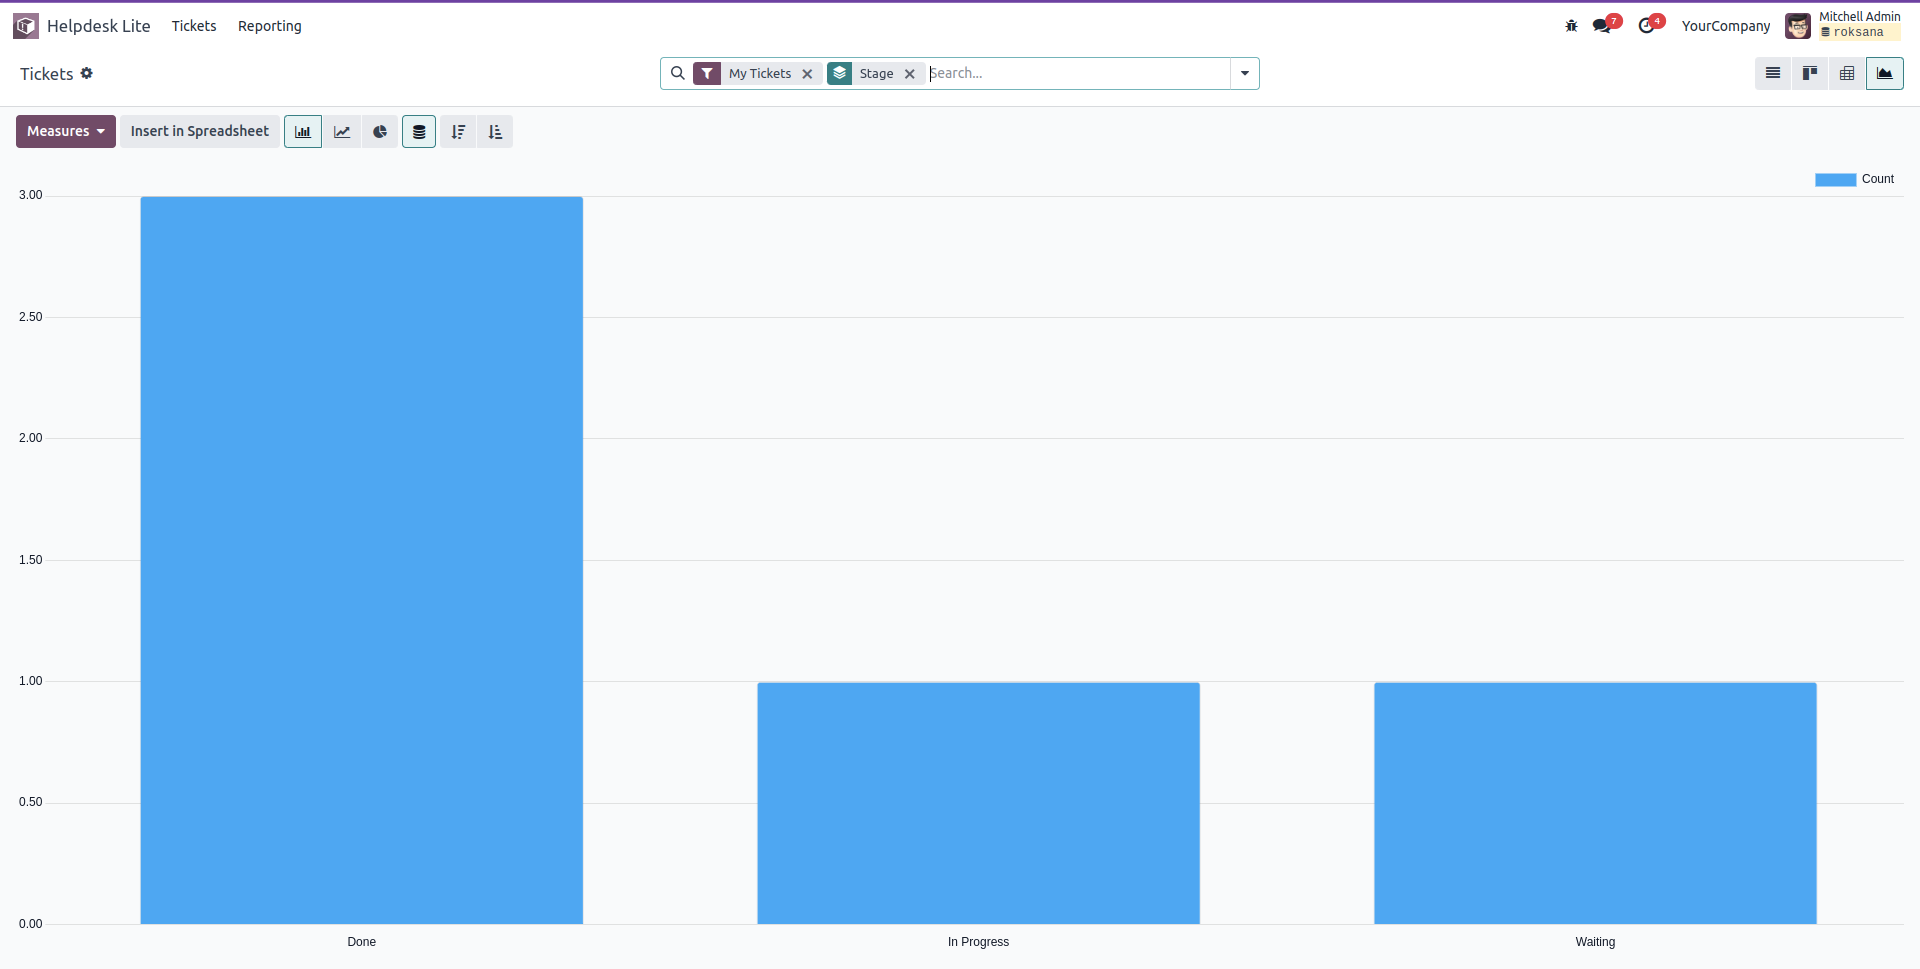 Helpdesk Lite Tickets Reporting 7 4 YourCompany Mitchell Admin
roksana
Tickets My Tickets Stage Search...
Measures Insert in Spreadsheet
Count
3.00
2.50
2.00
1.50
1.00
0.50
0.00
Done In Progress Waiting